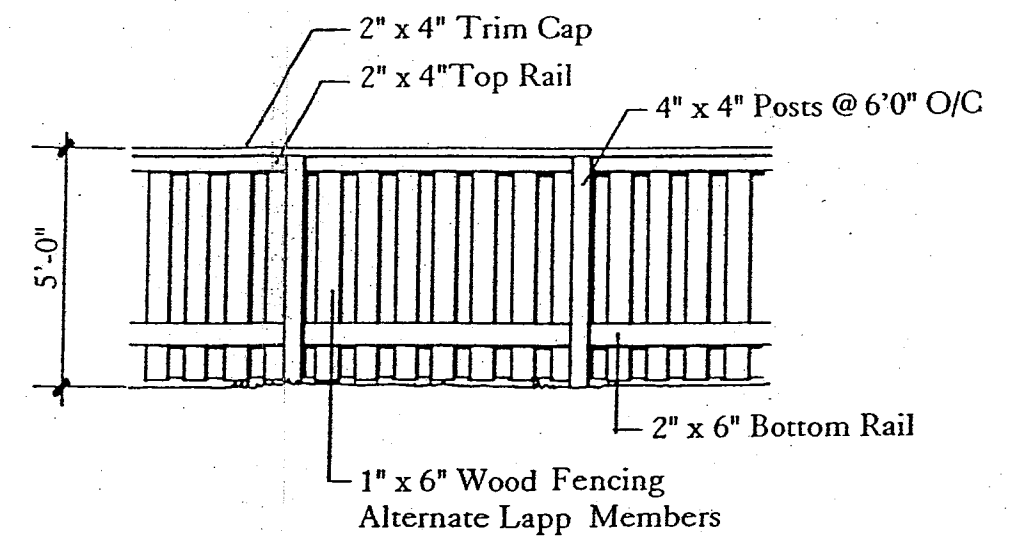 2" x 4" Trim Cap
2" x 4"Top Rail
4" x 4" Posts @ 6'0" O/C
5'-0"
2" x 6" Bottom Rail
1" x 6" Wood Fencing
Alternate Lapp Members